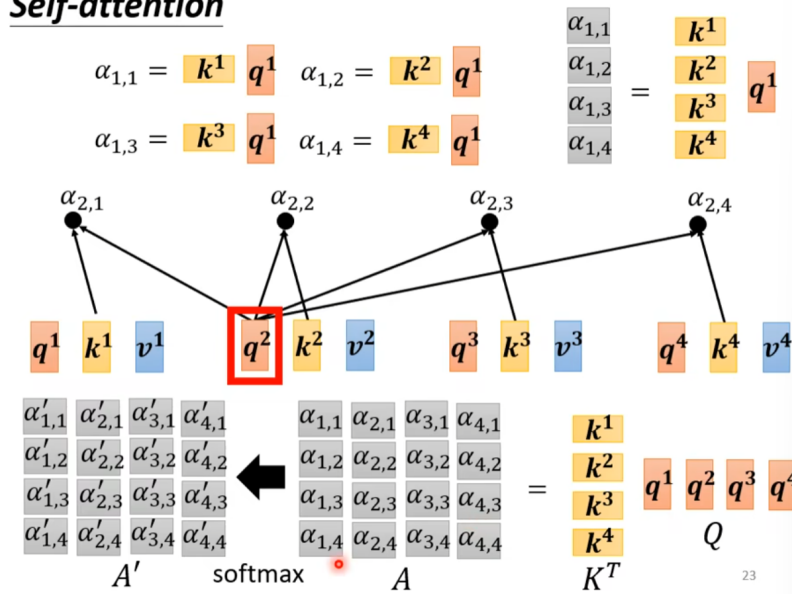 Self-attention
α1,1 = k¹ q¹ α1,2 = k² q¹
α1,3 = k³ q¹ α1,4 = k⁴ q¹
α1,1
α1,2
α1,3
α1,4
=
k¹
k²
k³
k⁴
q¹
α2,1 α2,2 α2,3 α2,4
q¹ k¹ v¹ q² k² v² q³ k³ v³ q⁴ k⁴ v⁴
α′1,1 α′2,1 α′3,1 α′4,1
α′1,2 α′2,2 α′3,2 α′4,2
α′1,3 α′2,3 α′3,3 α′4,3
α′1,4 α′2,4 α′3,4 α′4,4
α1,1 α2,1 α3,1 α4,1
α1,2 α2,2 α3,2 α4,2
α1,3 α2,3 α3,3 α4,3
α1,4 α2,4 α3,4 α4,4
=
k¹
k²
k³
k⁴
q¹ q² q³ q⁴
A′ softmax A Kᵀ Q
23